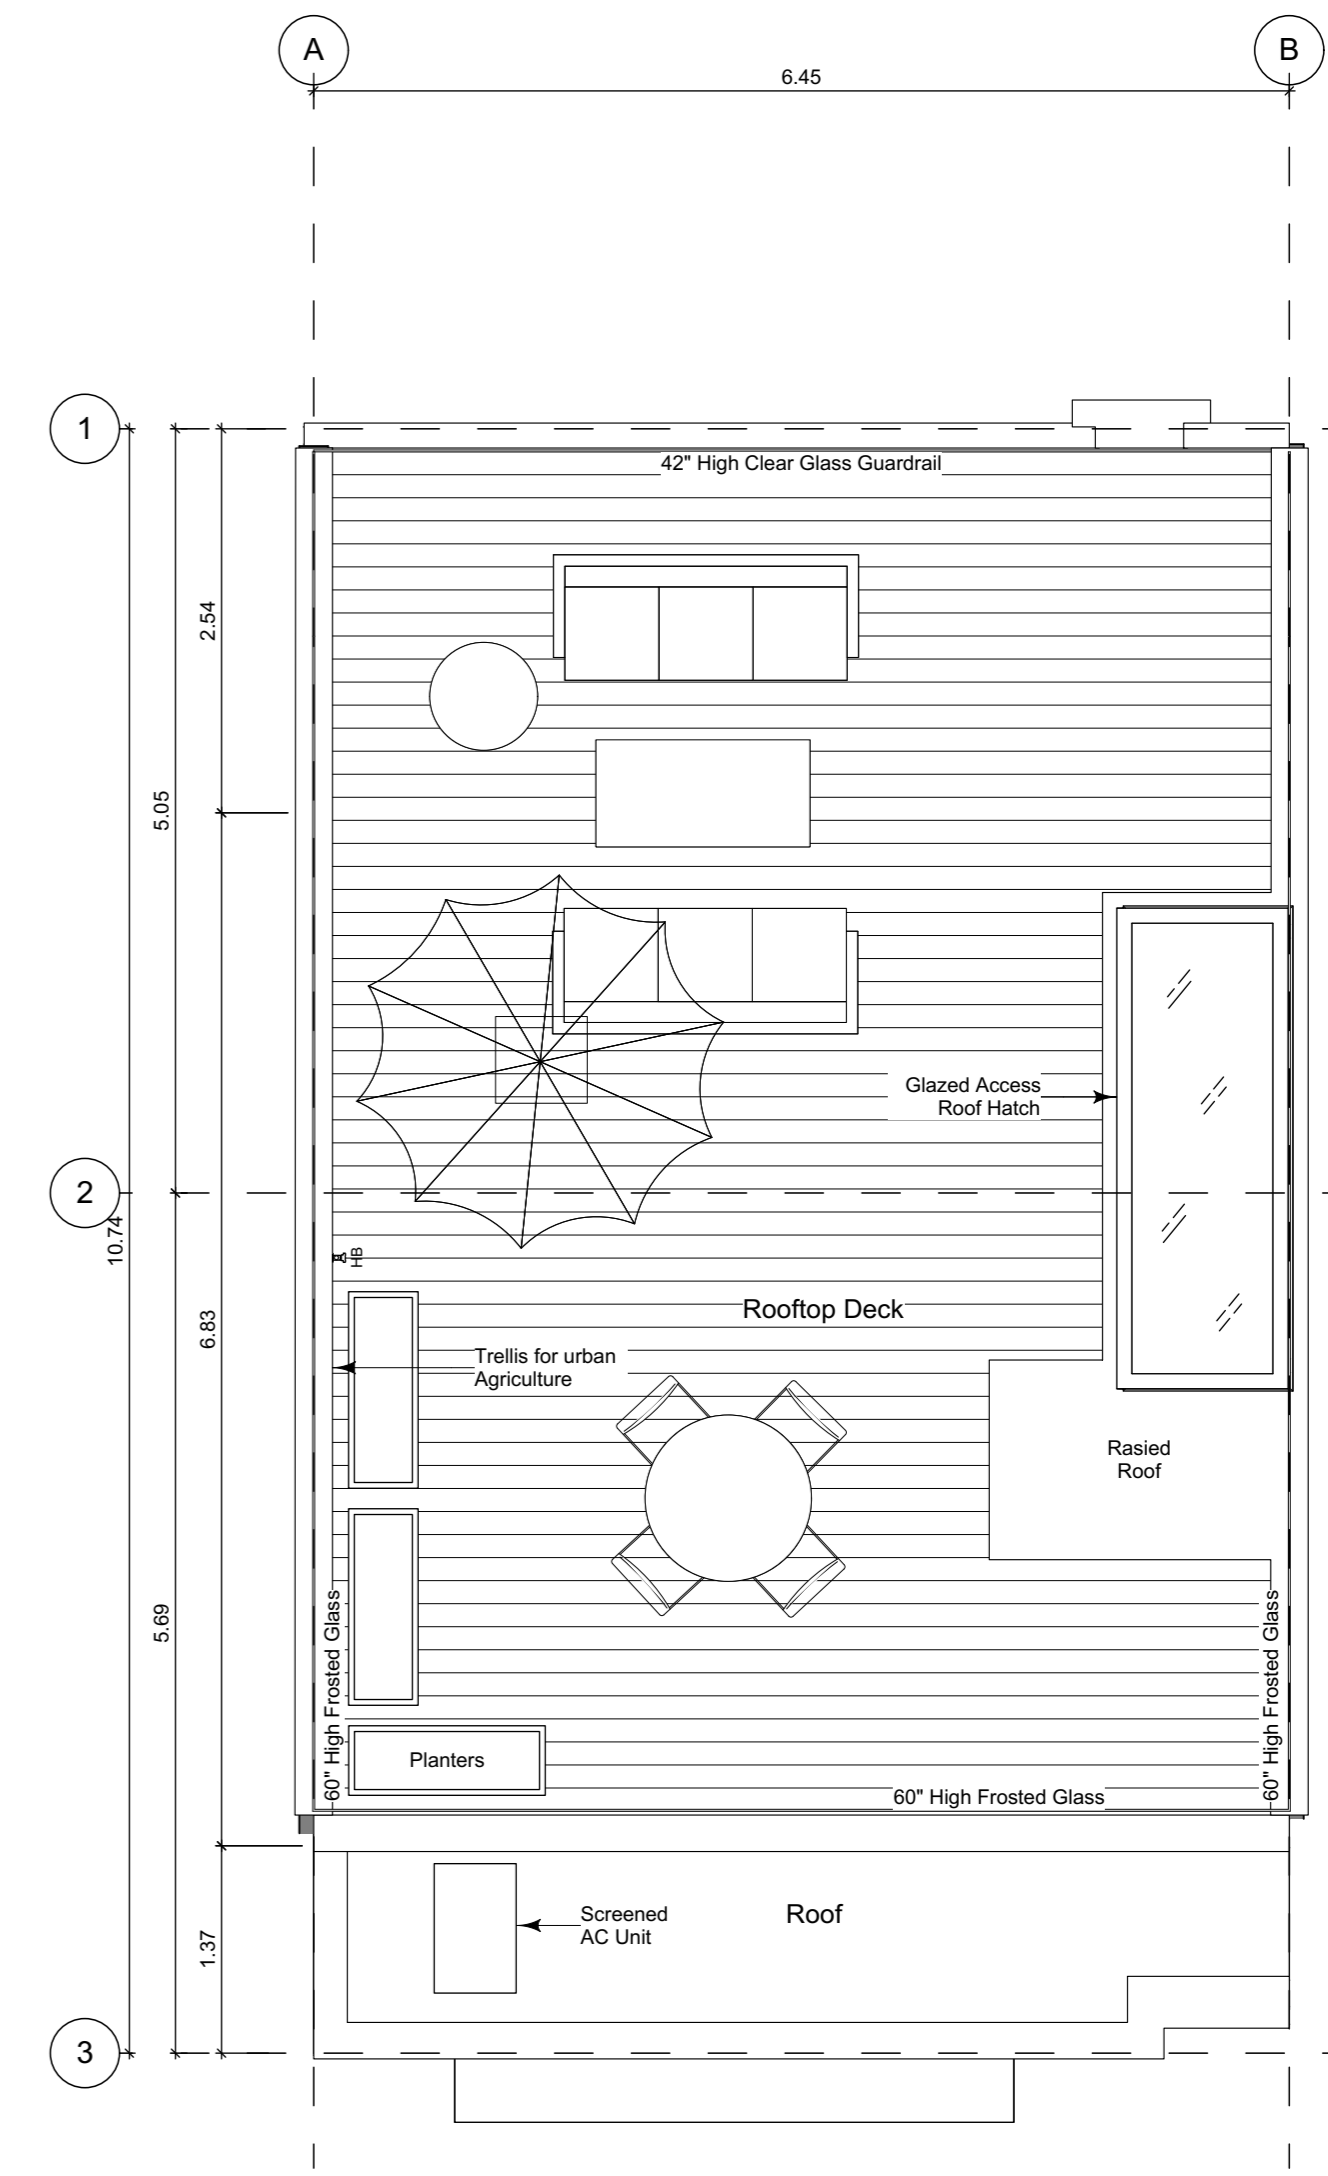 A
B
6.45
1
42" High Clear Glass Guardrail
2.54
5.05
Glazed Access
Roof Hatch
2
10.74
HB
Rooftop Deck
6.83
Trellis for urban
Agriculture
Rasied
Roof
5.69
60" High Frosted Glass
60" High Frosted Glass
Planters
60" High Frosted Glass
Screened
AC Unit
Roof
1.37
3